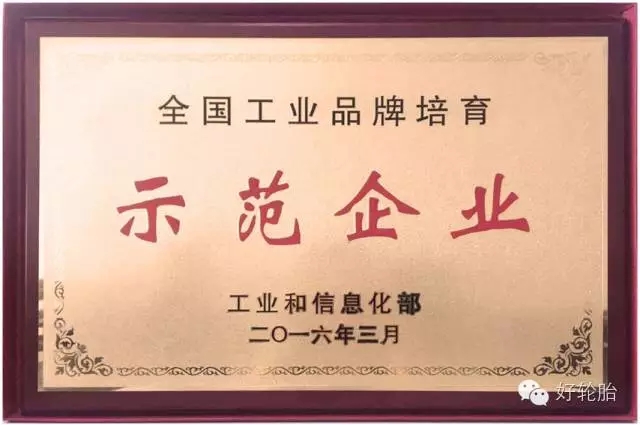 全国工业品牌培育
示范企业
工业和信息化部
二〇一六年三月
好轮胎